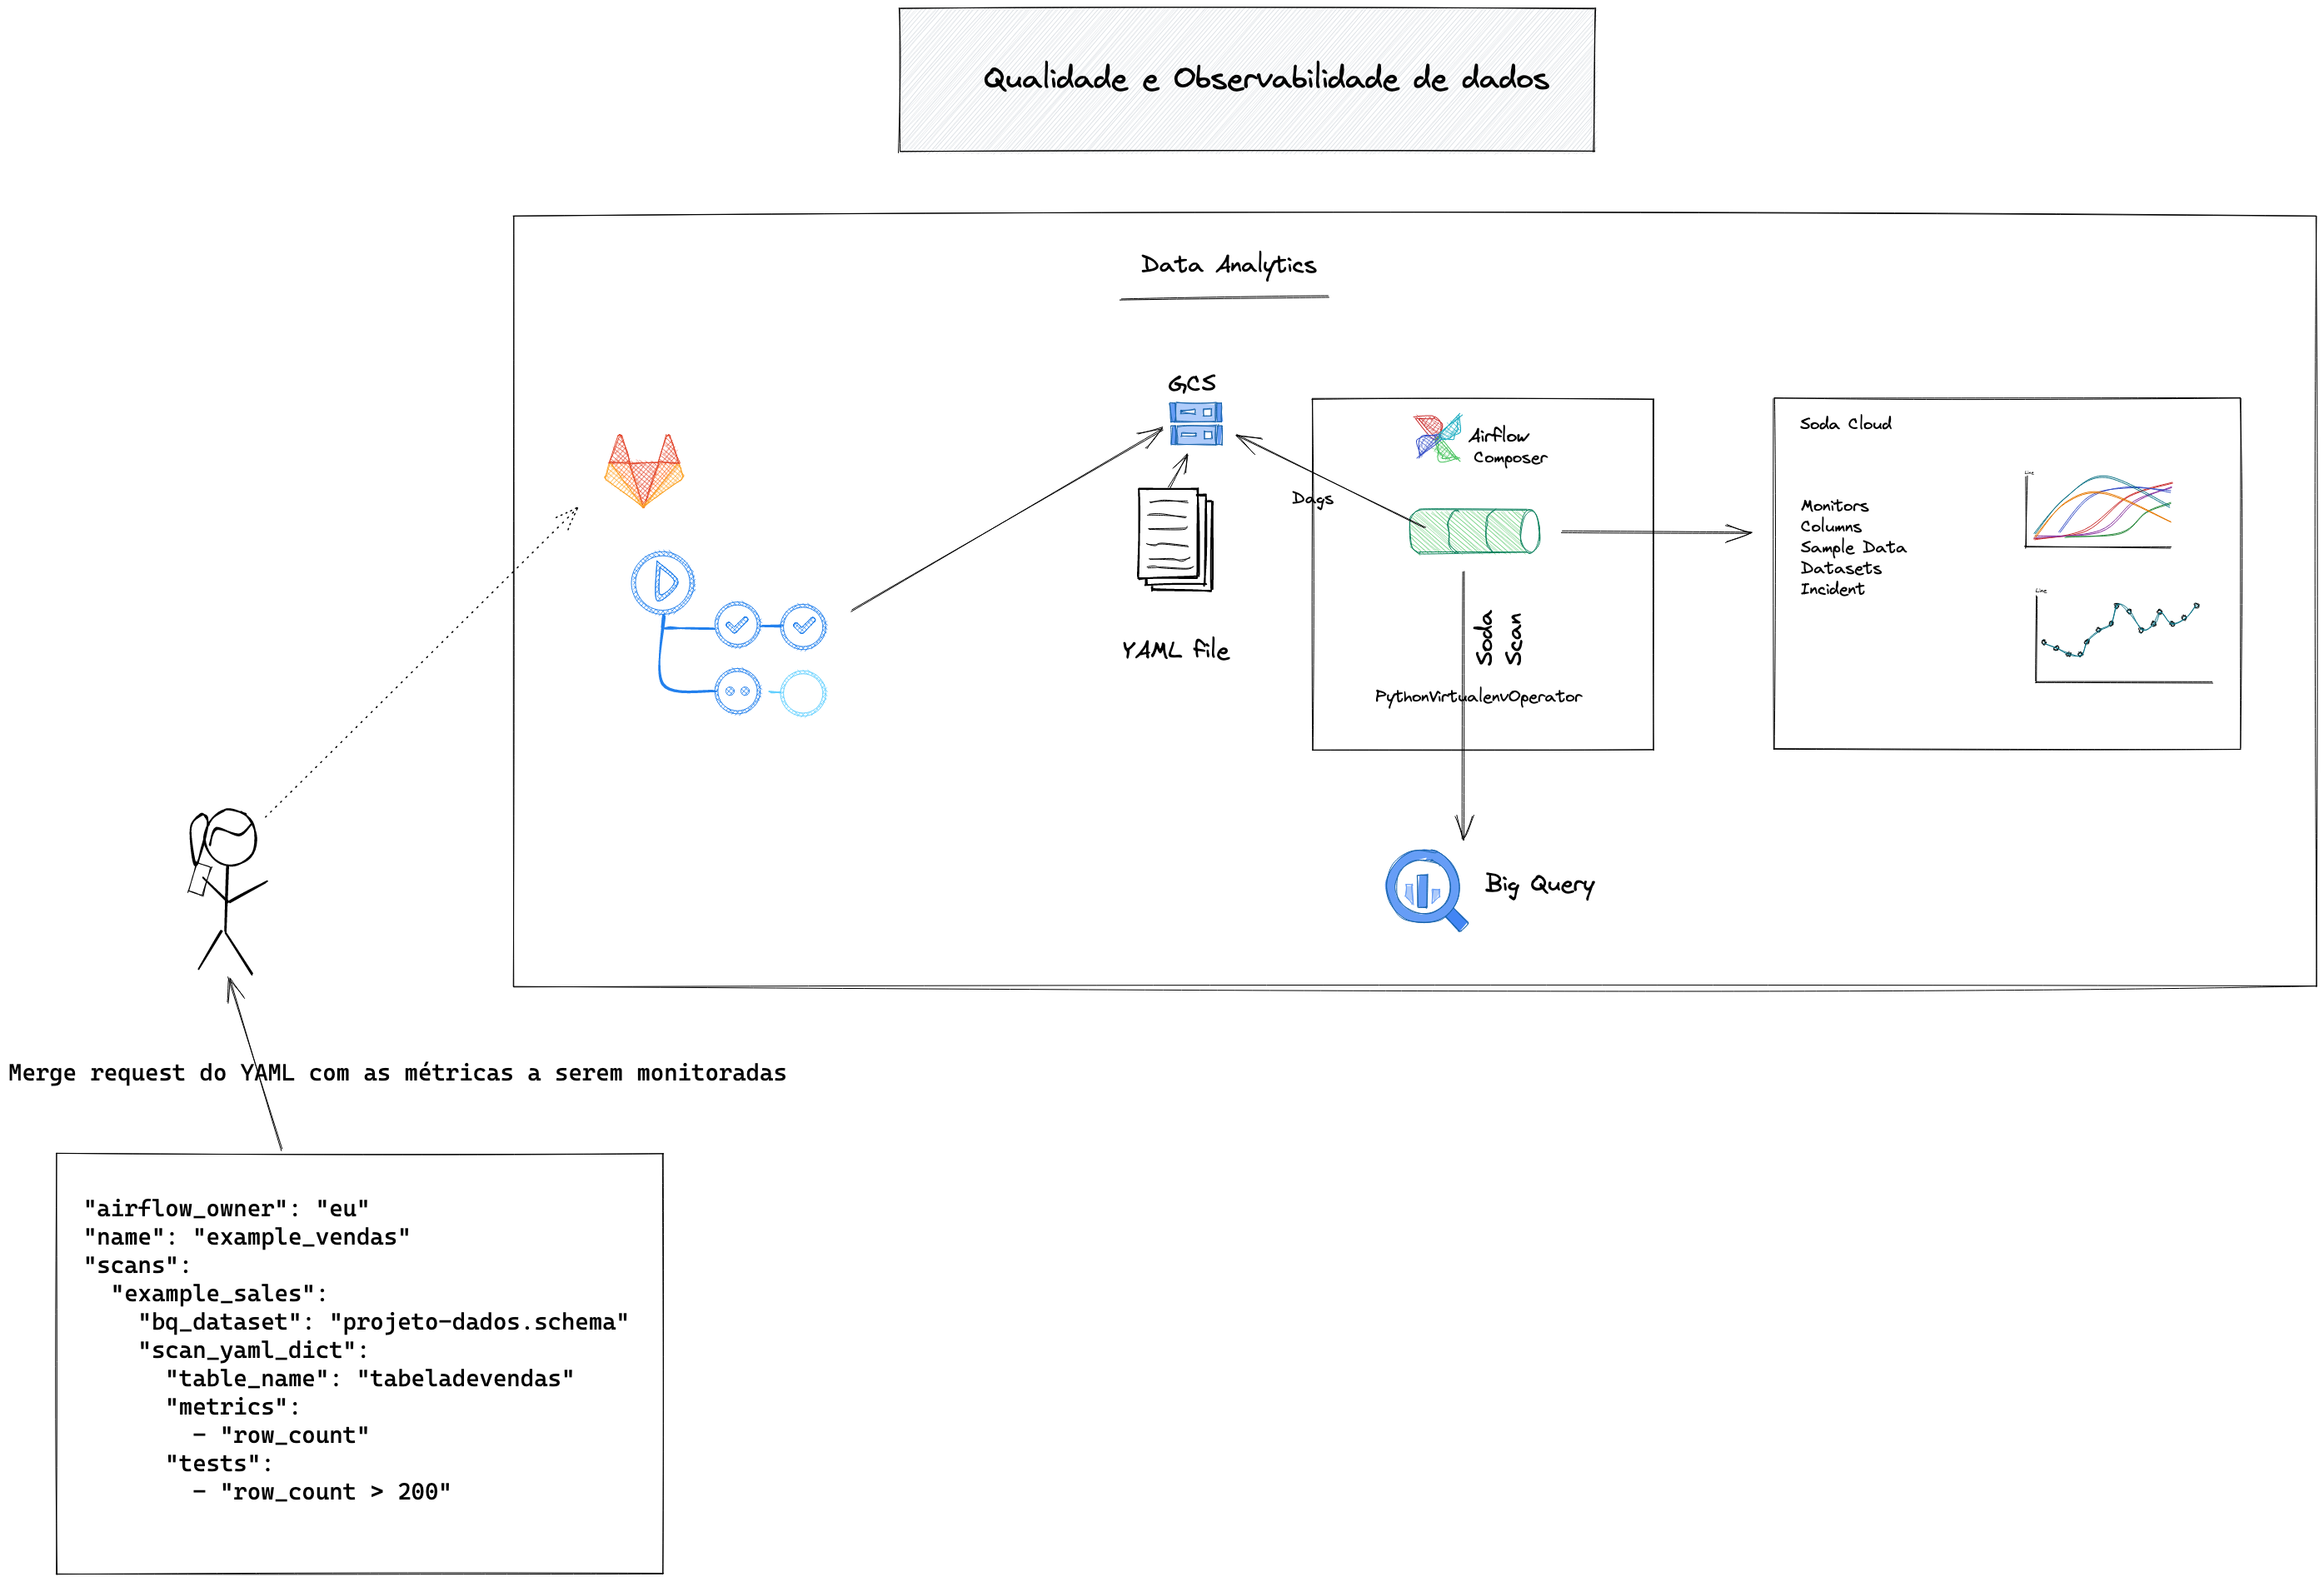 Qualidade e Observabilidade de dados
Data Analytics
GCS
YAML file
Dags
Airflow
Composer
Soda
Scan
PythonVirtualenvOperator
Big Query
Soda Cloud
Monitors
Columns
Sample Data
Datasets
Incident
Line
Line
Merge request do YAML com as métricas a serem monitoradas
"airflow_owner": "eu"
"name": "example_vendas"
"scans":
  "example_sales":
    "bq_dataset": "projeto-dados.schema"
    "scan_yaml_dict":
      "table_name": "tabeladevendas"
      "metrics":
        - "row_count"
      "tests":
        - "row_count > 200"